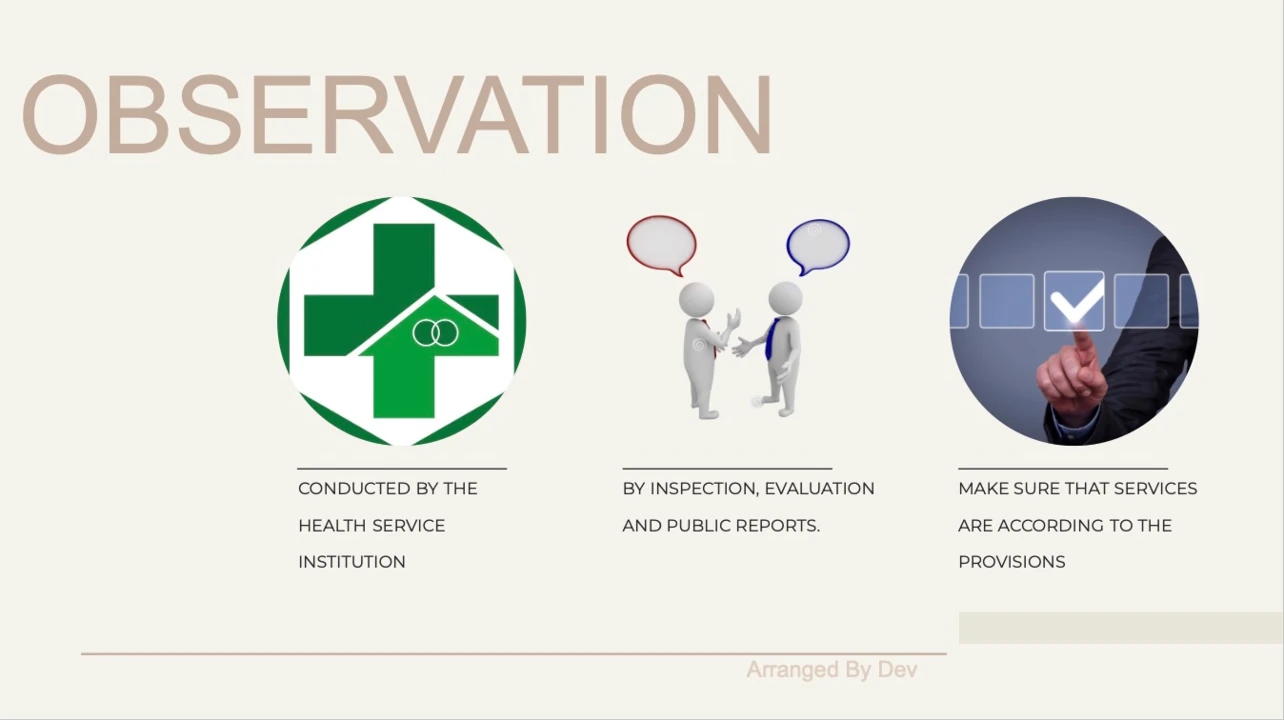 OBSERVATION
CONDUCTED BY THE
HEALTH SERVICE
INSTITUTION
BY INSPECTION, EVALUATION
AND PUBLIC REPORTS.
MAKE SURE THAT SERVICES
ARE ACCORDING TO THE
PROVISIONS
Arranged By Dev